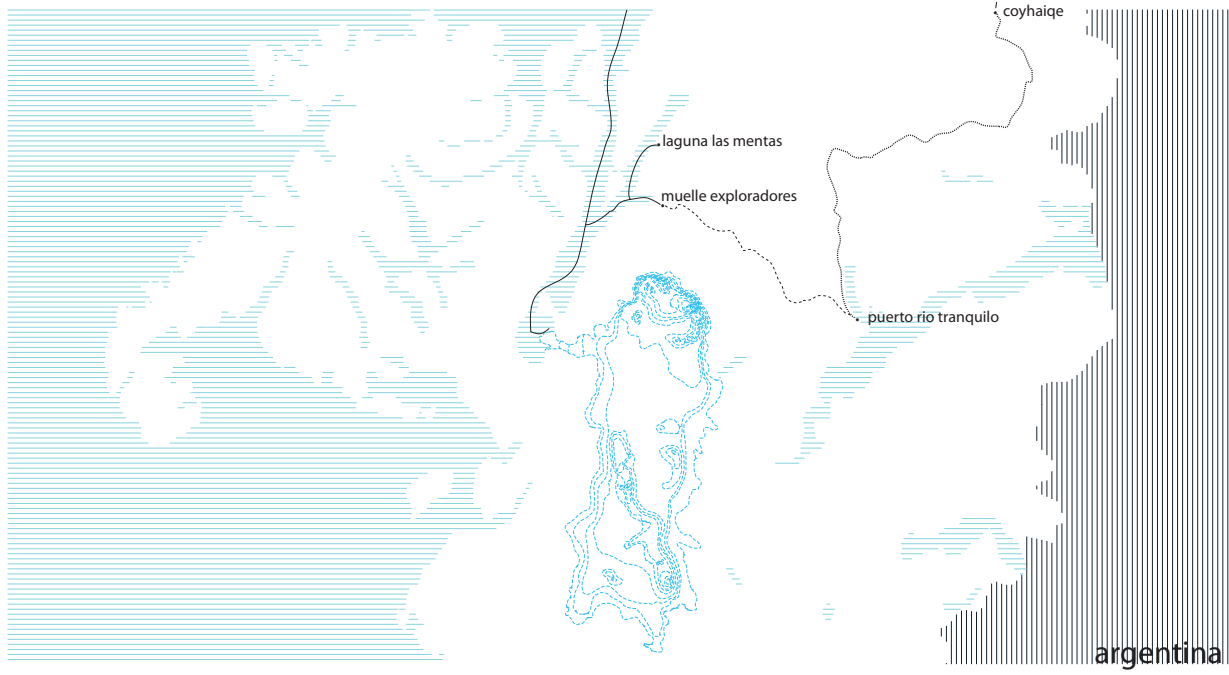 coyhaiqe
laguna las mentas
muelle exploradores
puerto rio tranquilo
argentina